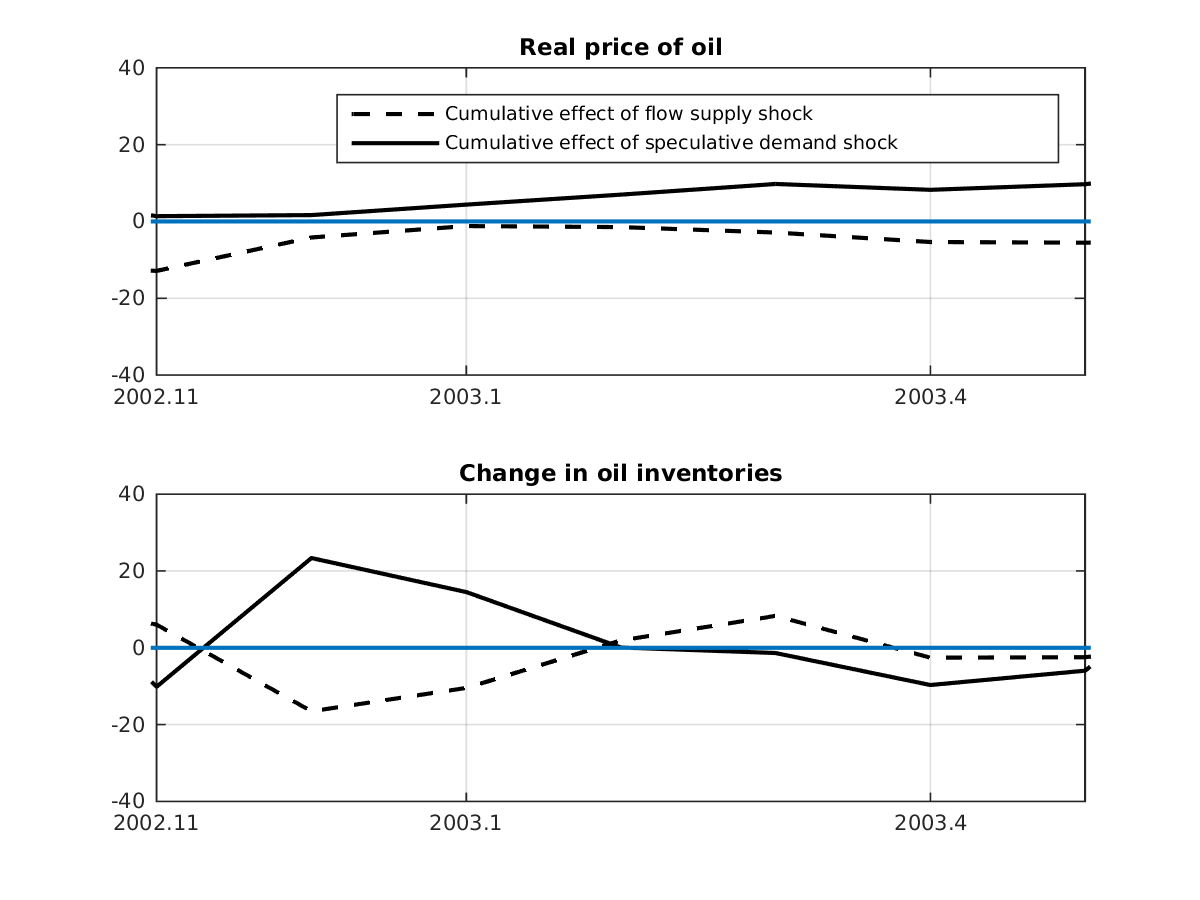 Real price of oil
40
Cumulative effect of flow supply shock
Cumulative effect of speculative demand shock
20
0
-20
-40
2002.11 2003.1 2003.4
Change in oil inventories
40
20
0
-20
-40
2002.11 2003.1 2003.4